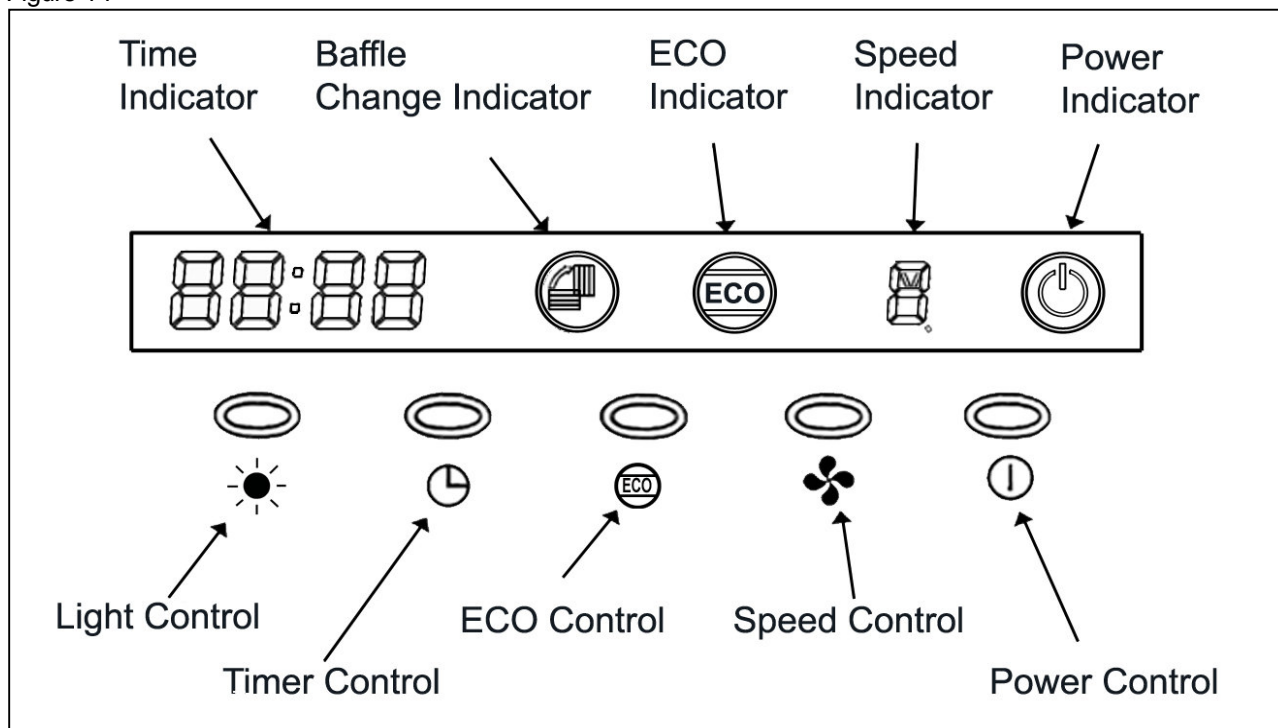 Time
Indicator
Baffle
Change Indicator
ECO
Indicator
Speed
Indicator
Power
Indicator
88:88
ECO
8.
ECO
Light Control
Timer Control
ECO Control
Speed Control
Power Control